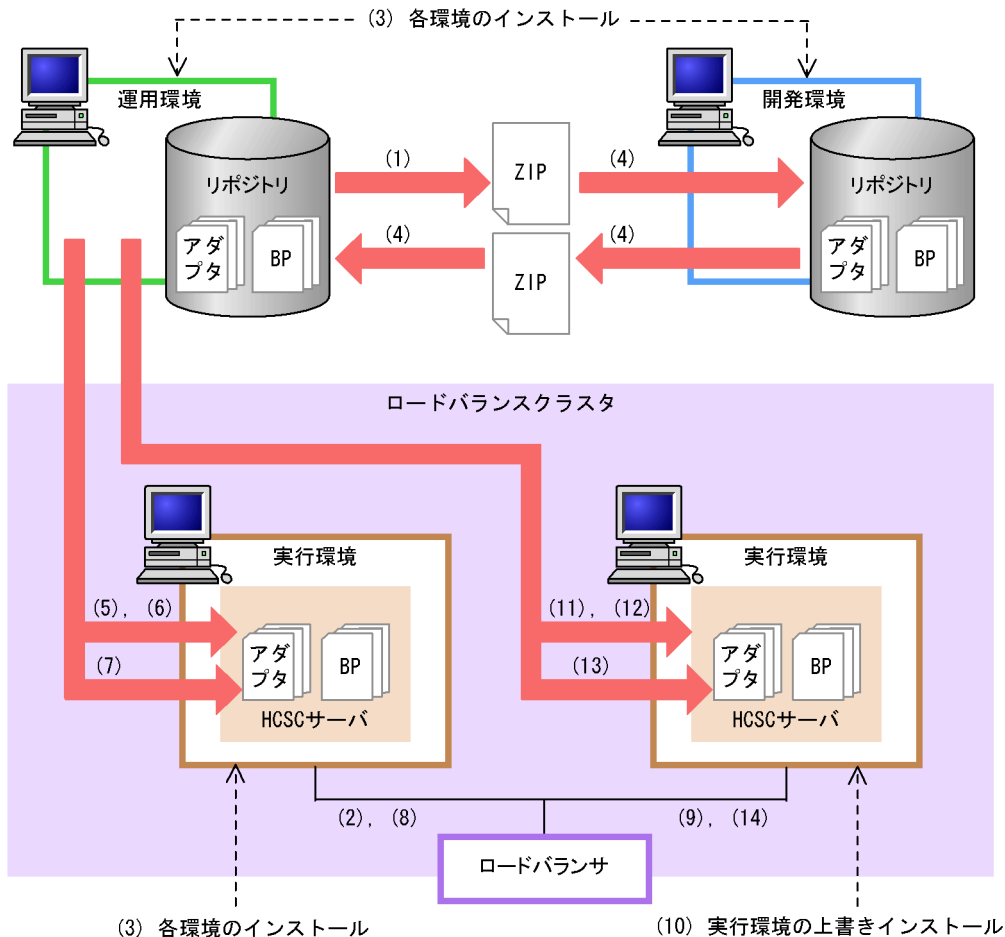 (3) 各環境のインストール
運用環境
開発環境
リポジトリ
アダプタ
BP
(1)
(4)
ZIP
ZIP
(4)
(4)
リポジトリ
アダプタ
BP
ロードバランスクラスタ
実行環境
(5), (6)
(7)
アダプタ
BP
HCSCサーバ
実行環境
(11), (12)
(13)
アダプタ
BP
HCSCサーバ
(2), (8)
(9), (14)
ロードバランサ
(3) 各環境のインストール
(10) 実行環境の上書きインストール